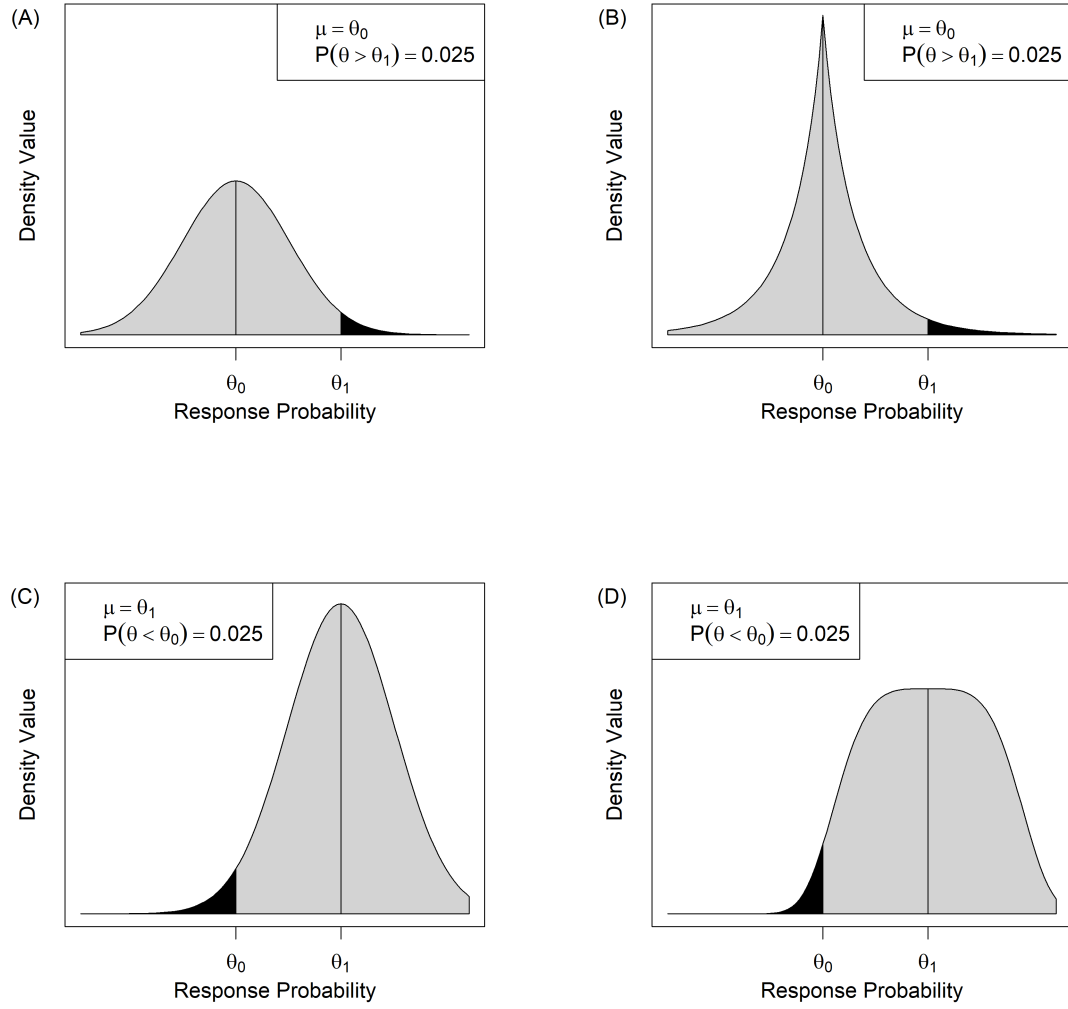 (A)
μ = θ₀
P(θ > θ₁) = 0.025
Density Value
θ₀
θ₁
Response Probability
(B)
μ = θ₀
P(θ > θ₁) = 0.025
Density Value
θ₀
θ₁
Response Probability
(C)
μ = θ₁
P(θ < θ₀) = 0.025
Density Value
θ₀
θ₁
Response Probability
(D)
μ = θ₁
P(θ < θ₀) = 0.025
Density Value
θ₀
θ₁
Response Probability